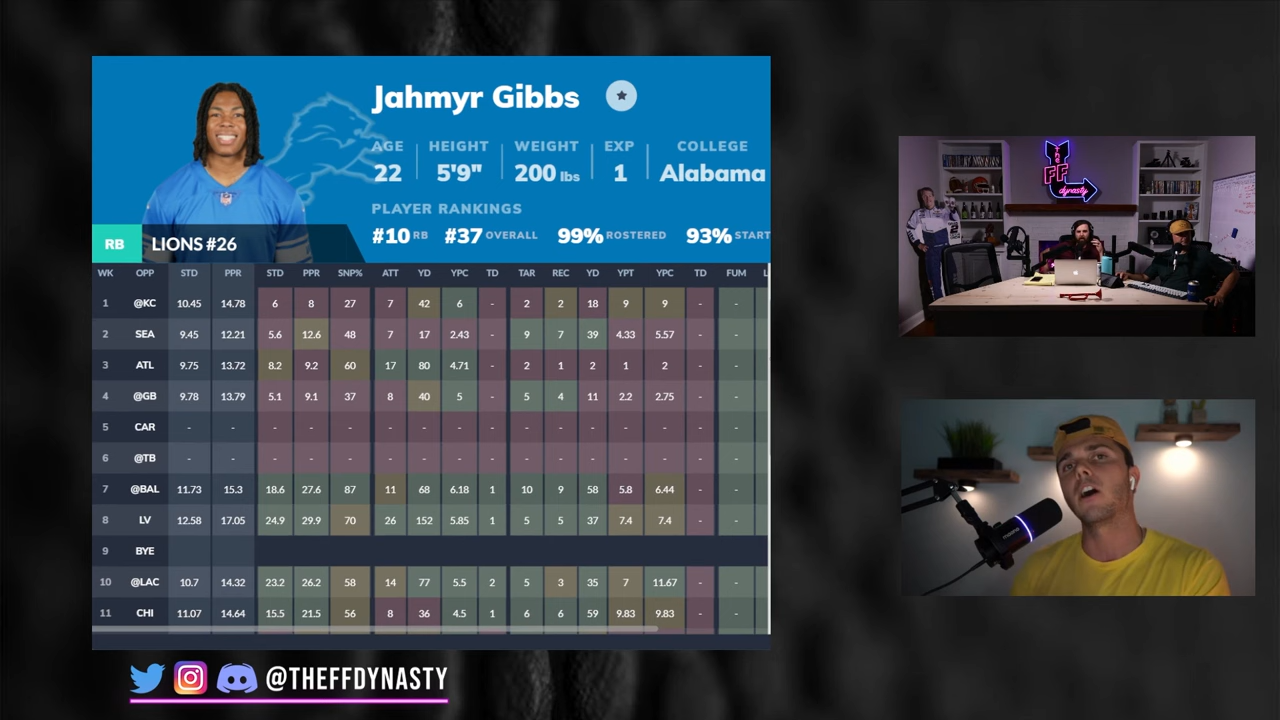 Jahmyr Gibbs
AGE HEIGHT WEIGHT EXP COLLEGE
22 5'9" 200 lbs 1 Alabama
PLAYER RANKINGS
#10 RB #37 OVERALL 99% ROSTERED 93% START
RB LIONS #26
WK OPP STD PPR STD PPR SNP% ATT YD YPC TD TAR REC YD YPT YPC TD FUM L
1 @KC 10.45 14.78 6 8 27 7 42 6 - 2 2 18 9 9 - -
2 SEA 9.45 12.21 5.6 12.6 48 7 17 2.43 - 9 7 39 4.33 5.57 - -
3 ATL 9.75 13.72 8.2 9.2 60 17 80 4.71 - 2 1 2 1 2 - -
4 @GB 9.78 13.79 5.1 9.1 37 8 40 5 - 5 4 11 2.2 2.75 - -
5 CAR - - - - - - - - - - - - - - - -
6 @TB - - - - - - - - - - - - - - - -
7 @BAL 11.73 15.3 18.6 27.6 87 11 68 6.18 1 10 9 58 5.8 6.44 - -
8 LV 12.58 17.05 24.9 29.9 70 26 152 5.85 1 5 5 37 7.4 7.4 - -
9 BYE
10 @LAC 10.7 14.32 23.2 26.2 58 14 77 5.5 2 5 3 35 7 11.67 - -
11 CHI 11.07 14.64 15.5 21.5 56 8 36 4.5 1 6 6 59 9.83 9.83 - -
@THEFFDYNASTY
The
FF
dynasty